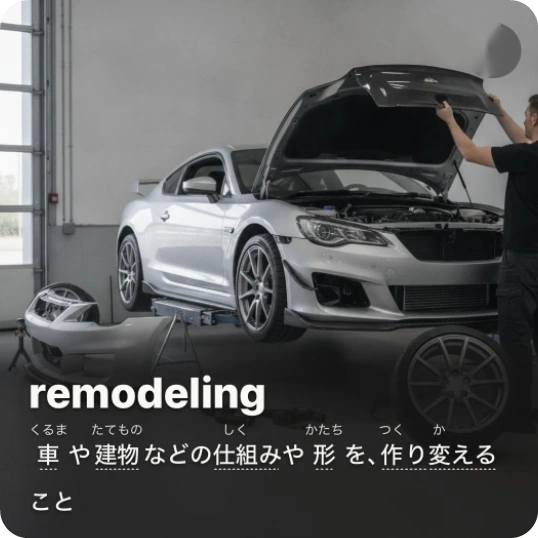 remodeling
くるま たてもの しく かたち つく か
車や建物などの仕組みや形を、作り変える
こと